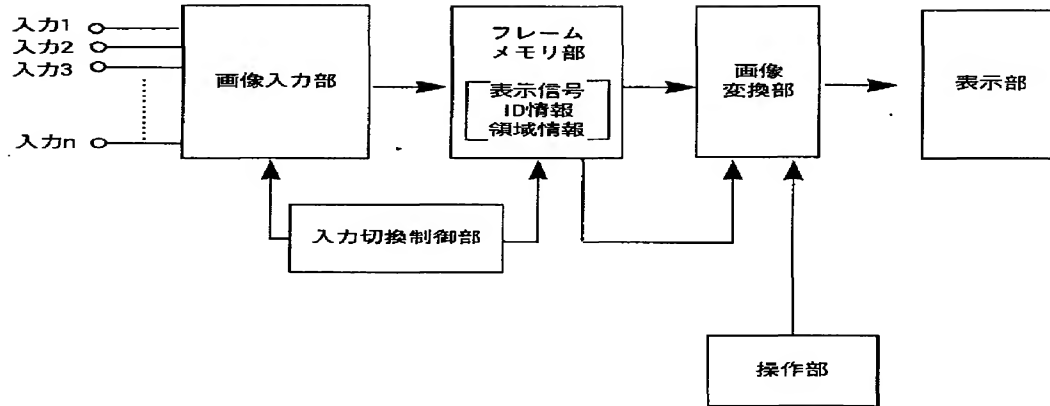 入力1
入力2
入力3
入力n
画像入力部
フレーム
メモリ部
表示信号
ID情報
領域情報
画像
変換部
表示部
入力切換制御部
操作部